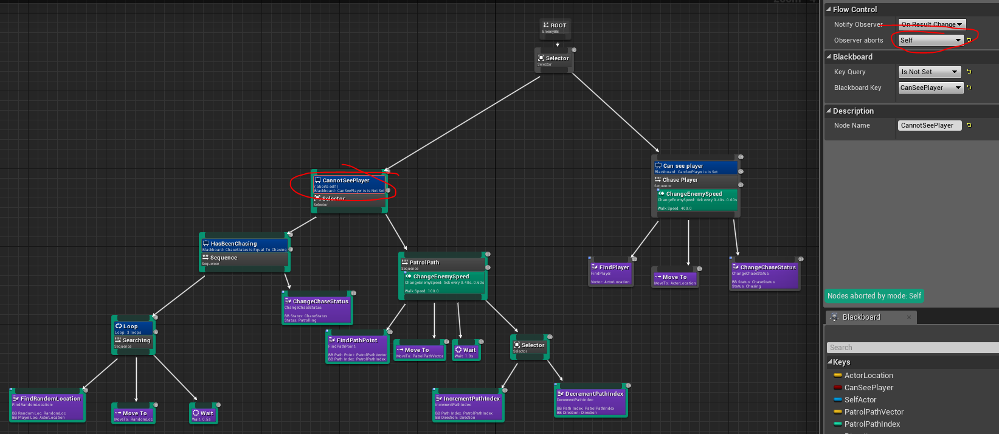 ROOT
EnemyBB
Selector
Selector
CannotSeePlayer
( aborts self )
Blackboard: CanSeePlayer is Is Not Set
Selector
Selector
Can see player
Blackboard: CanSeePlayer is Is Set
Chase Player
Sequence
ChangeEnemySpeed
ChangeEnemySpeed: tick every 0.40s..0.60s
Walk Speed: 400.0
HasBeenChasing
Blackboard: ChaseStatus Is Equal To Chasing
Sequence
Sequence
PatrolPath
Sequence
ChangeEnemySpeed
ChangeEnemySpeed: tick every 0.40s..0.60s
Walk Speed: 100.0
FindPlayer
FindPlayer:
Vector: ActorLocation
Move To
MoveTo: ActorLocation
ChangeChaseStatus
ChangeChaseStatus:
BB Status: ChaseStatus
Status: Chasing
ChangeChaseStatus
ChangeChaseStatus:
BB Status: ChaseStatus
Status: Patrolling
Loop
Loop: 3 loops
Searching
Sequence
FindPathPoint
FindPathPoint:
BB Path Point: PatrolPathVector
BB Path Index: PatrolPathIndex
Move To
MoveTo: PatrolPathVector
Wait
Wait: 1.0s
Selector
Selector
FindRandomLocation
FindRandomLocation:
BB Random Loc: RandomLoc
BB Player Loc: ActorLocation
Move To
MoveTo: RandomLoc
Wait
Wait: 0.5s
IncrementPathIndex
IncrementPathIndex:
BB Path Index: PatrolPathIndex
BB Direction: Direction
DecrementPathIndex
DecrementPathIndex:
BB Path Index: PatrolPathIndex
BB Direction: Direction
Flow Control
Notify Observer
On Result Change
Observer aborts
Self
Blackboard
Key Query
Is Not Set
Blackboard Key
CanSeePlayer
Description
Node Name
CannotSeePlayer
Nodes aborted by mode: Self
Blackboard
Search
Keys
ActorLocation
CanSeePlayer
SelfActor
PatrolPathVector
PatrolPathIndex